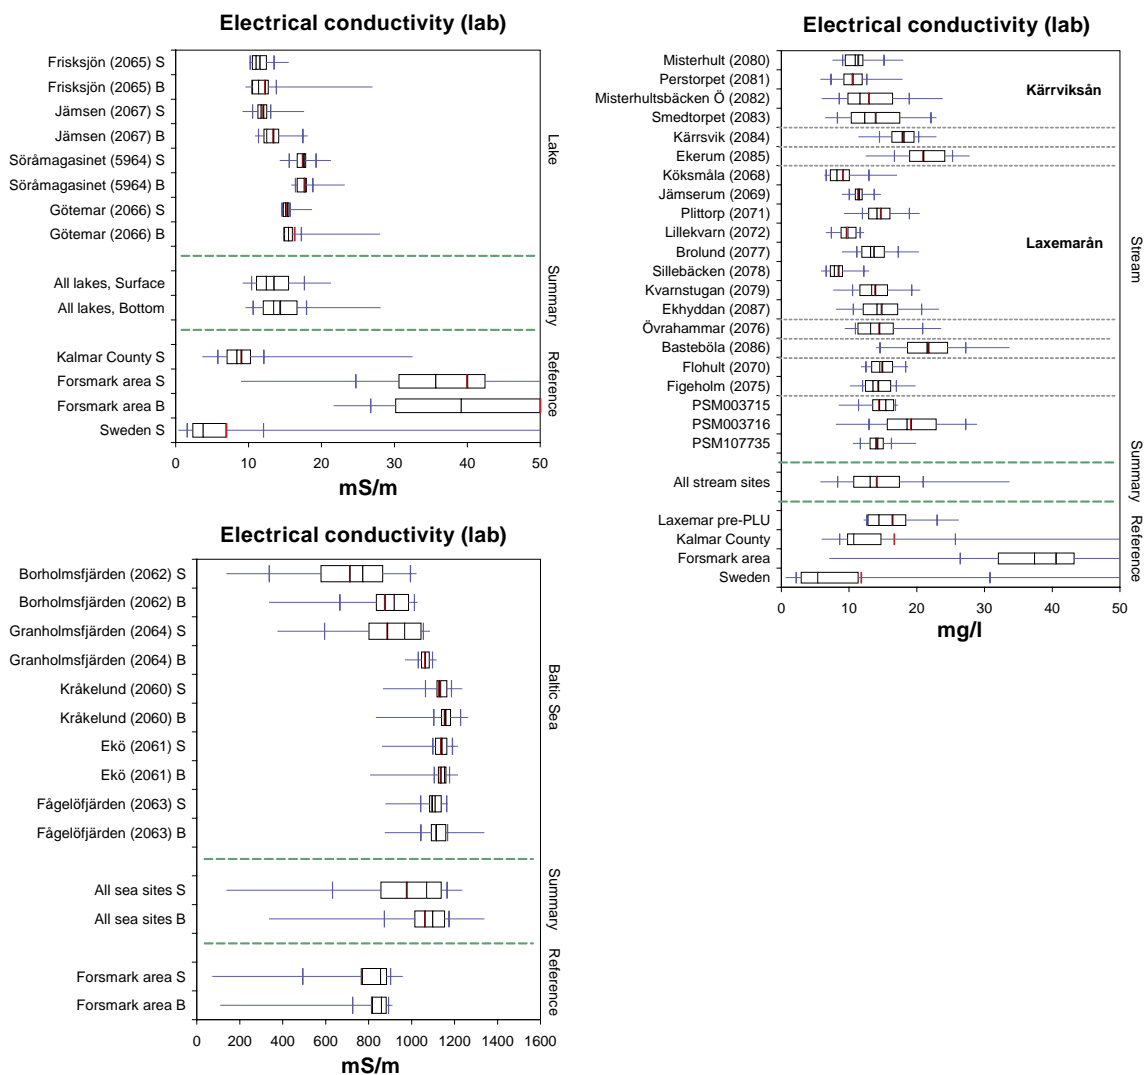 Electrical conductivity (lab)
Frisksjön (2065) S
Frisksjön (2065) B
Jämsen (2067) S
Jämsen (2067) B
Söråmagasinet (5964) S
Söråmagasinet (5964) B
Götemar (2066) S
Götemar (2066) B
All lakes, Surface
All lakes, Bottom
Kalmar County S
Forsmark area S
Forsmark area B
Sweden S
Lake
Summary
Reference
0 10 20 30 40 50
mS/m
Electrical conductivity (lab)
Misterhult (2080)
Perstorpet (2081)
Misterhultsbäcken Ö (2082)
Smedtorpet (2083)
Kärrsvik (2084)
Ekerum (2085)
Köksmåla (2068)
Jämserum (2069)
Plittorp (2071)
Lillekvarn (2072)
Brolund (2077)
Sillebäcken (2078)
Kvarnstugan (2079)
Ekhyddan (2087)
Övrahammar (2076)
Basteböla (2086)
Flohult (2070)
Figeholm (2075)
PSM003715
PSM003716
PSM107735
All stream sites
Laxemar pre-PLU
Kalmar County
Forsmark area
Sweden
Kärrviksån
Laxemarån
Stream
Summary
Reference
0 10 20 30 40 50
mg/l
Electrical conductivity (lab)
Borholmsfjärden (2062) S
Borholmsfjärden (2062) B
Granholmsfjärden (2064) S
Granholmsfjärden (2064) B
Kråkelund (2060) S
Kråkelund (2060) B
Ekö (2061) S
Ekö (2061) B
Fågelöfjärden (2063) S
Fågelöfjärden (2063) B
All sea sites S
All sea sites B
Forsmark area S
Forsmark area B
Baltic Sea
Summary
Reference
0 200 400 600 800 1000 1200 1400 1600
mS/m